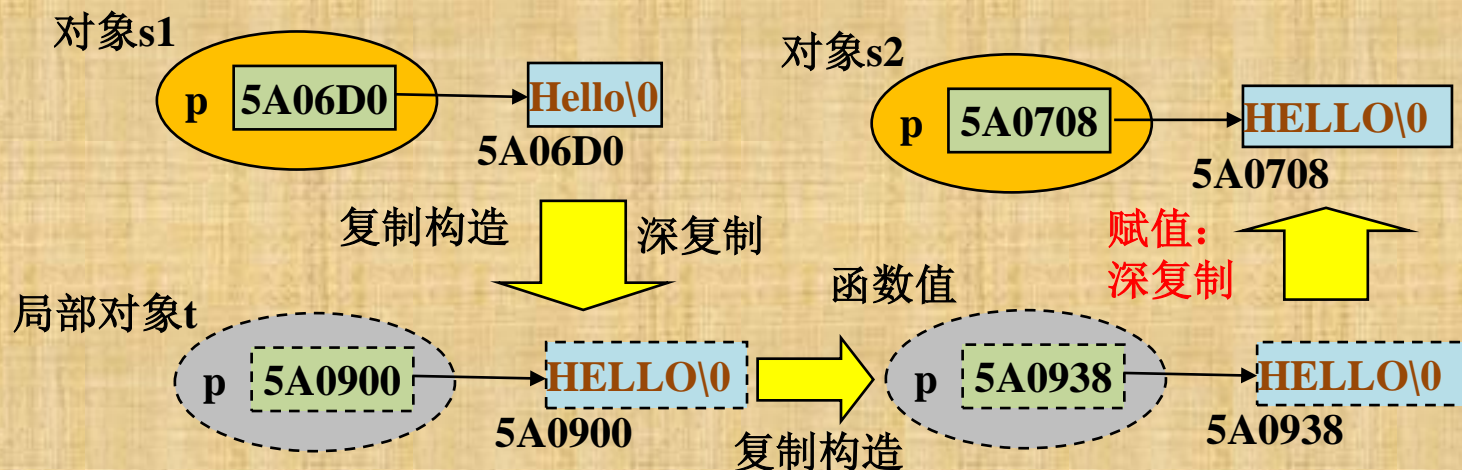 对象s1
p 5A06D0 Hello\0
5A06D0
对象s2
p 5A0708 HELLO\0
5A0708
复制构造 深复制
赋值：
深复制
局部对象t
p 5A0900 HELLO\0
5A0900
复制构造
函数值
p 5A0938 HELLO\0
5A0938